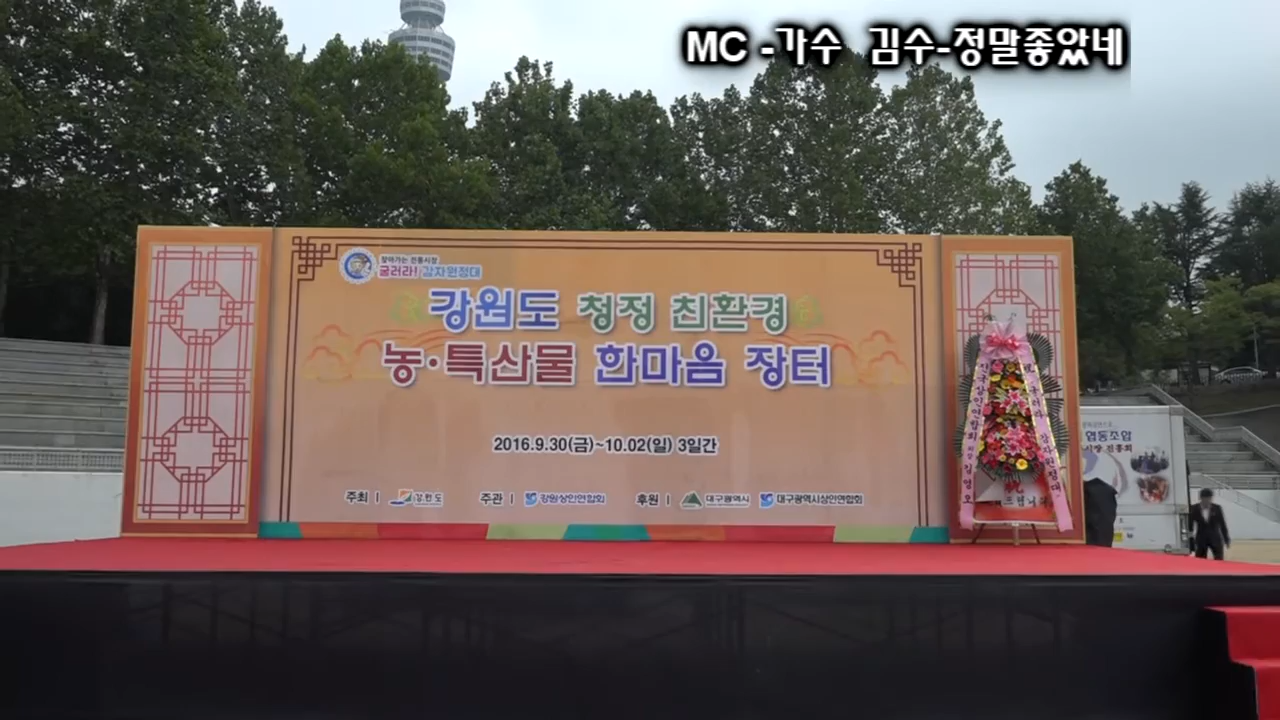 MC -가수 김수-정말좋았네
찾아가는 전통시장
굴러라! 감자원정대
강원도 청정 친환경
농·특산물 한마음 장터
2016.9.30(금)~10.02(일) 3일간
주최 | 강원도 주관 | 강원상인연합회 후원 | 대구광역시 대구광역시상인연합회
협동조합